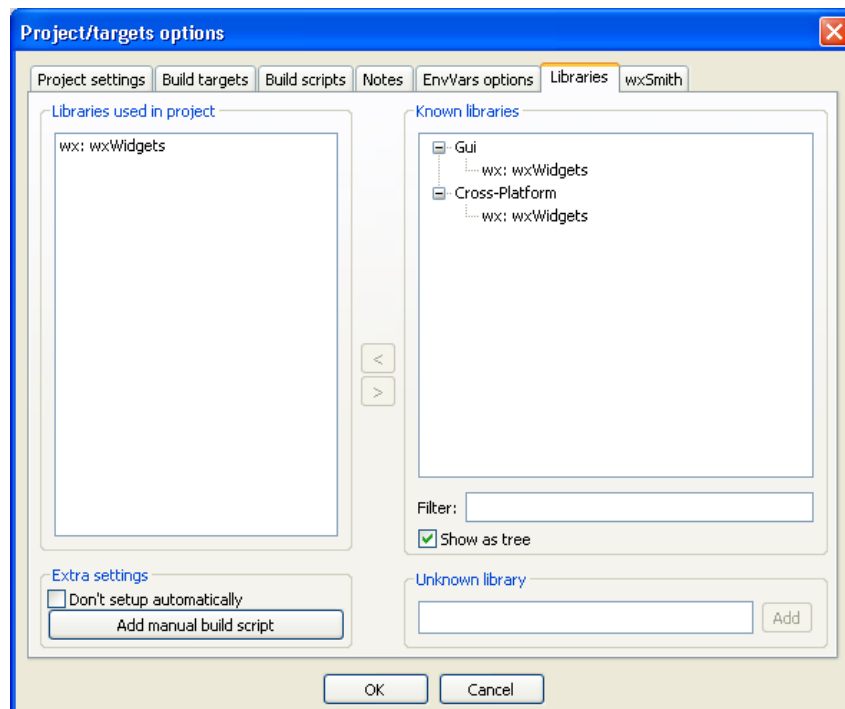 Project/targets options
Project settings Build targets Build scripts Notes EnvVars options Libraries wxSmith
Libraries used in project
wx: wxWidgets
<
>
Known libraries
Gui
wx: wxWidgets
Cross-Platform
wx: wxWidgets
Filter:
Show as tree
Extra settings
Don't setup automatically
Add manual build script
Unknown library
Add
OK Cancel